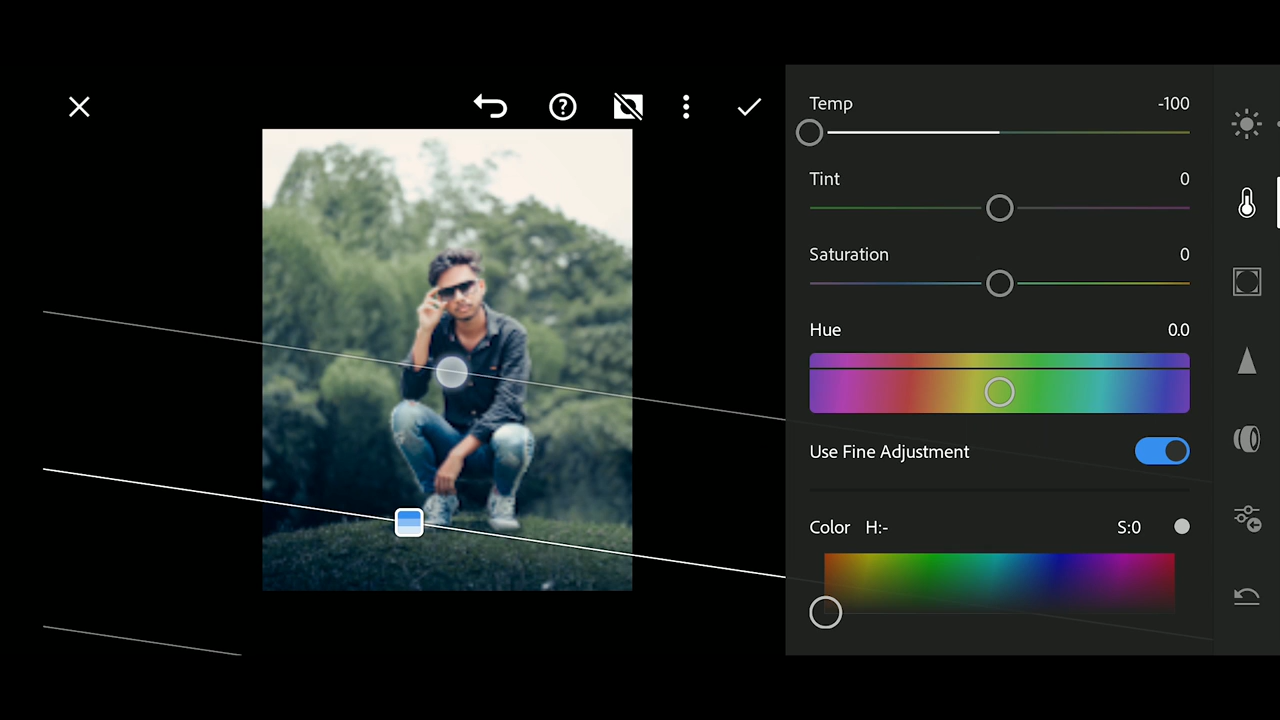 Temp -100
Tint 0
Saturation 0
Hue 0.0
Use Fine Adjustment
Color H:- S:0